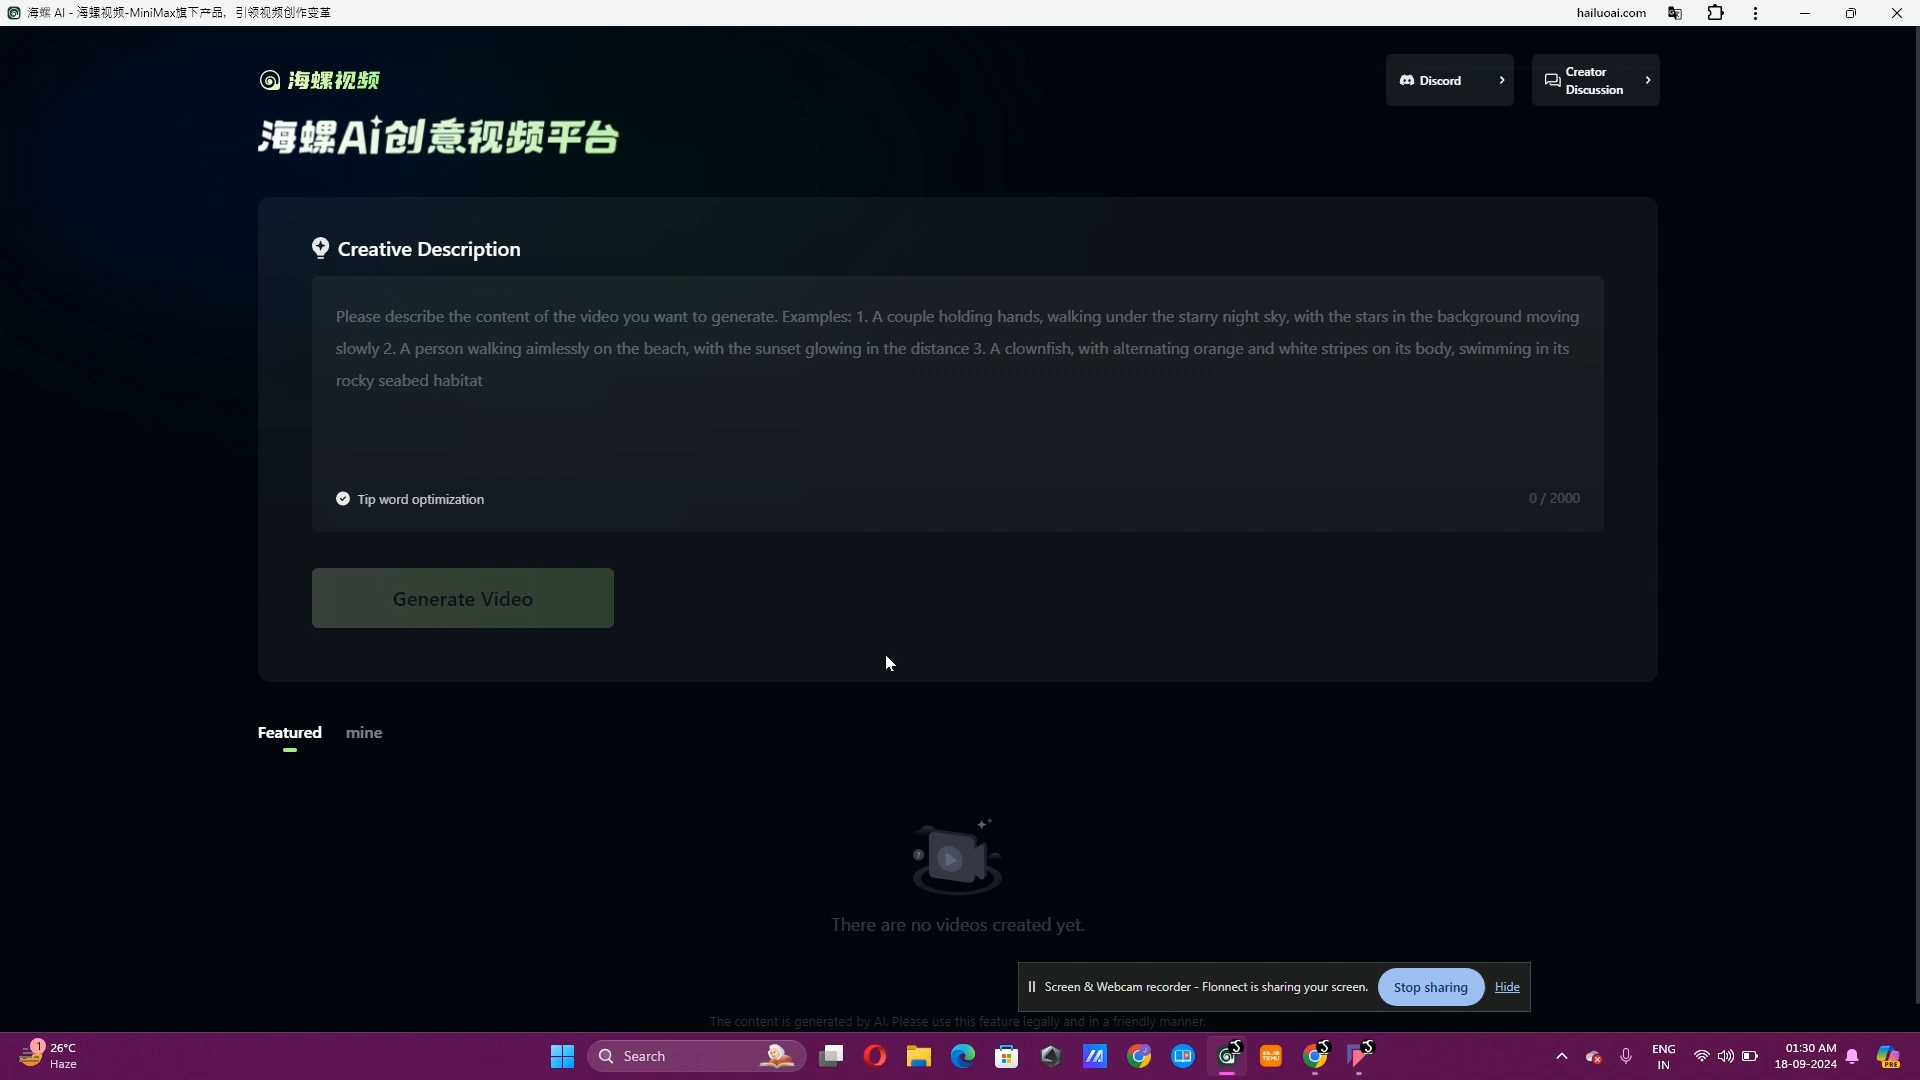 海螺 AI - 海螺视频-MiniMax旗下产品，引领视频创作变革
hailuoai.com
海螺视频
海螺Ai创意视频平台
Discord
Creator
Discussion
Creative Description
Please describe the content of the video you want to generate. Examples: 1. A couple holding hands, walking under the starry night sky, with the stars in the background moving
slowly 2. A person walking aimlessly on the beach, with the sunset glowing in the distance 3. A clownfish, with alternating orange and white stripes on its body, swimming in its
rocky seabed habitat
Tip word optimization
0 / 2000
Generate Video
Featured
mine
There are no videos created yet.
Screen & Webcam recorder - Flonnect is sharing your screen.
Stop sharing
Hide
The content is generated by AI. Please use this feature legally and in a friendly manner.
1
26°C
Haze
Search
ENG
IN
01:30 AM
18-09-2024
PRE